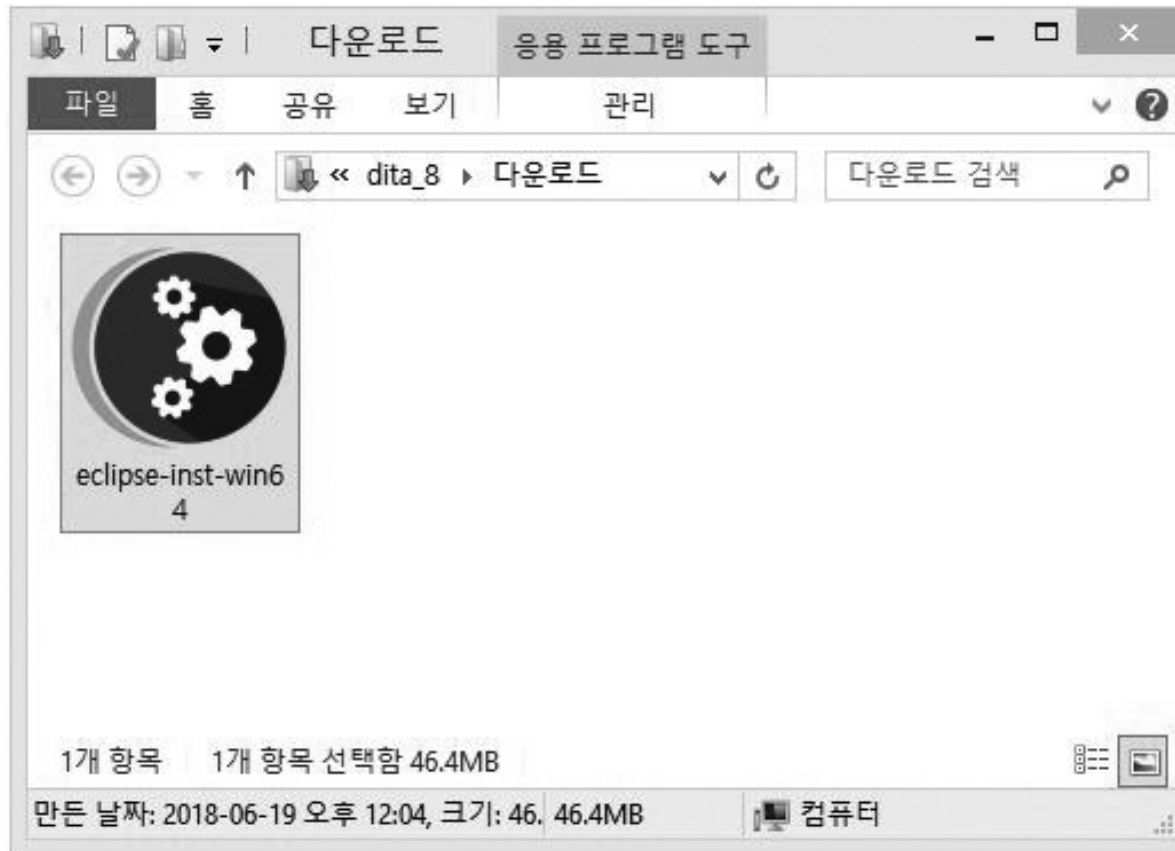 다운로드 응용 프로그램 도구
파일 홈 공유 보기 관리
« dita_8 다운로드 다운로드 검색
eclipse-inst-win6
4
1개 항목 1개 항목 선택함 46.4MB
만든 날짜: 2018-06-19 오후 12:04, 크기: 46. 46.4MB 컴퓨터